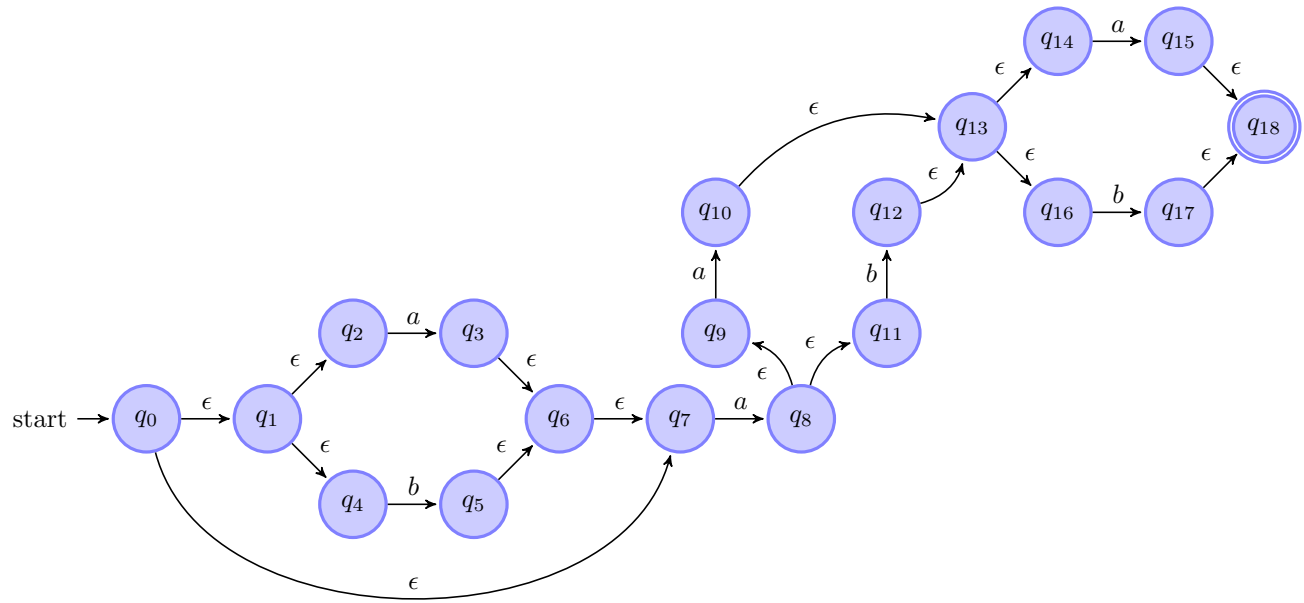 q14 a q15
ϵ ϵ
ϵ q13 q18
ϵ ϵ ϵ
q10 q12 q16 b q17
a b
q2 a q3 q9 q11
ϵ ϵ ϵ ϵ
start q0 ϵ q1 q6 ϵ q7 a q8
ϵ ϵ
q4 b q5
ϵ